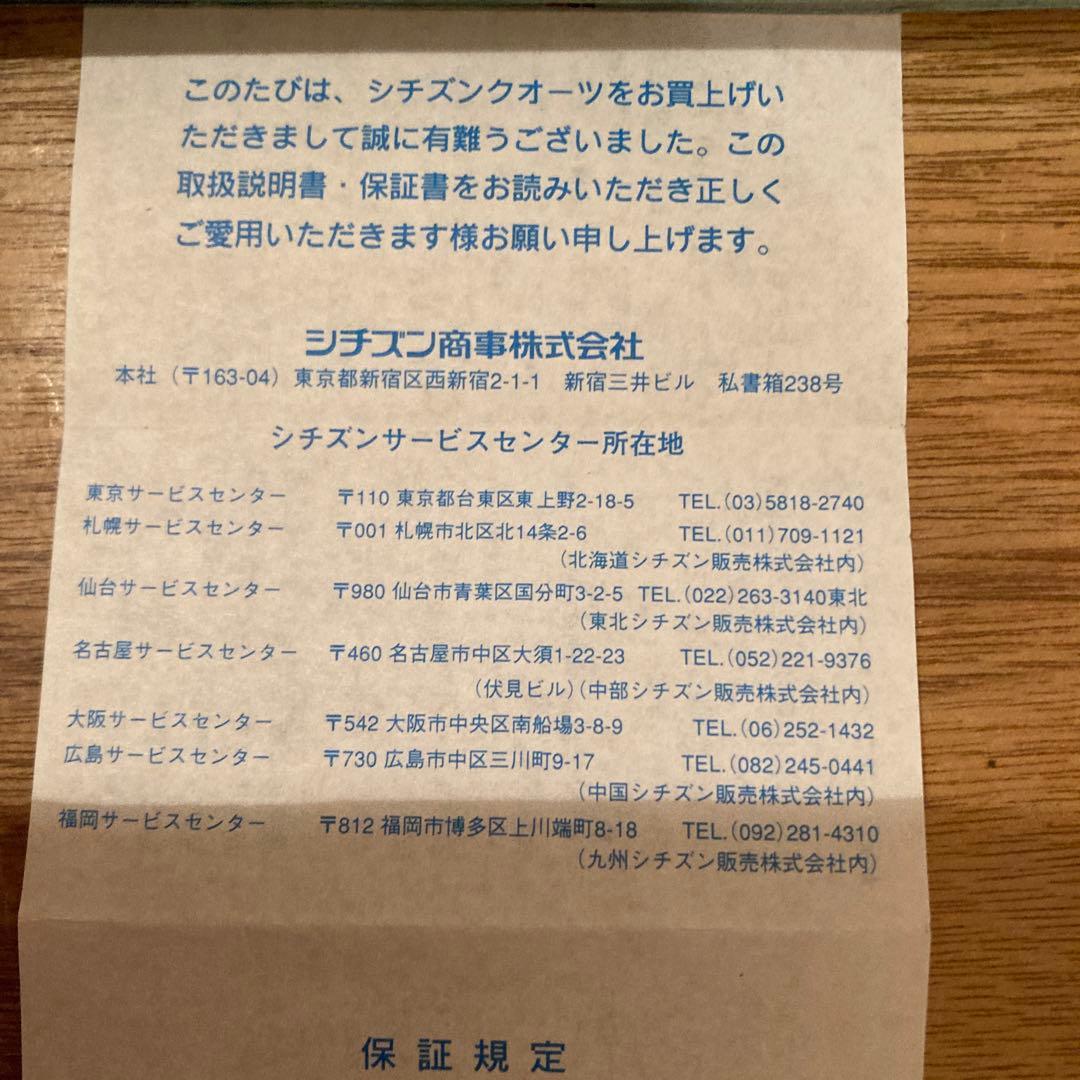 このたびは、シチズンクオーツをお買上げい
ただきまして誠に有難うございました。この
取扱説明書・保証書をお読みいただき正しく
ご愛用いただきます様お願い申し上げます。
シチズン商事株式会社
本社（〒163-04）東京都新宿区西新宿2-1-1 新宿三井ビル 私書箱238号
シチズンサービスセンター所在地
東京サービスセンター 〒110 東京都台東区東上野2-18-5 TEL.(03)5818-2740
札幌サービスセンター 〒001 札幌市北区北14条2-6 TEL.(011)709-1121
（北海道シチズン販売株式会社内）
仙台サービスセンター 〒980 仙台市青葉区国分町3-2-5 TEL.(022)263-3140東北
（東北シチズン販売株式会社内）
名古屋サービスセンター 〒460 名古屋市中区大須1-22-23 TEL.(052)221-9376
（伏見ビル）（中部シチズン販売株式会社内）
大阪サービスセンター 〒542 大阪市中央区南船場3-8-9 TEL.(06)252-1432
広島サービスセンター 〒730 広島市中区三川町9-17 TEL.(082)245-0441
（中国シチズン販売株式会社内）
福岡サービスセンター 〒812 福岡市博多区上川端町8-18 TEL.(092)281-4310
（九州シチズン販売株式会社内）
保証規定